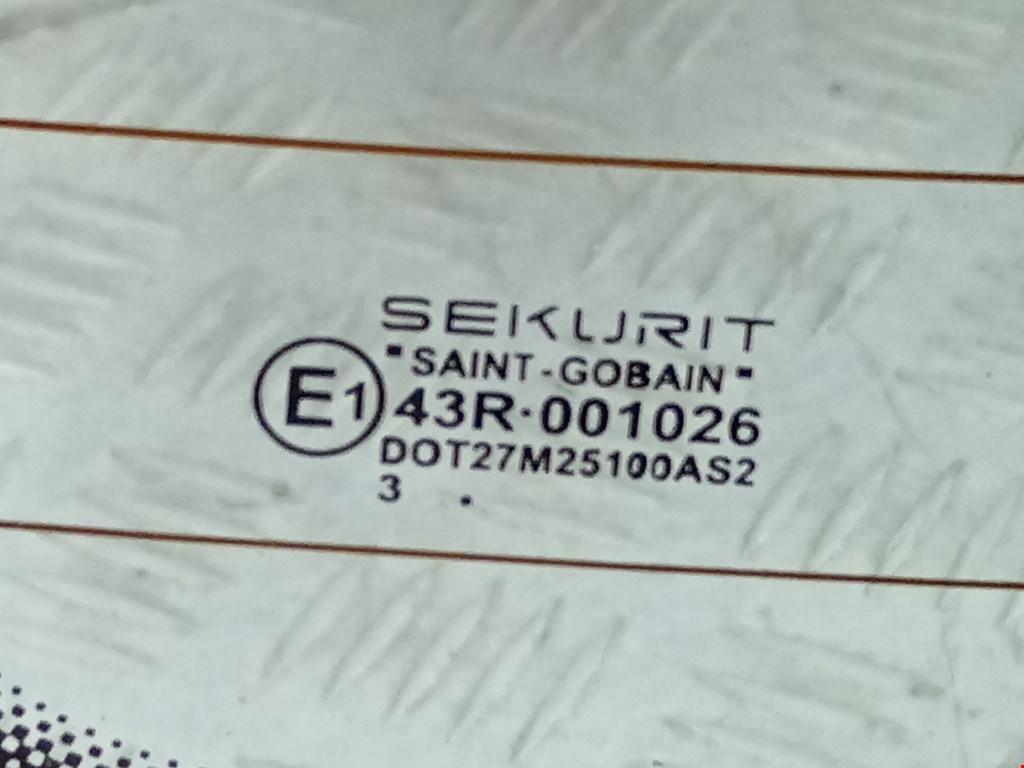 SEKURIT
"SAINT-GOBAIN"
E1 43R·001026
DOT27M25100AS2
3 .